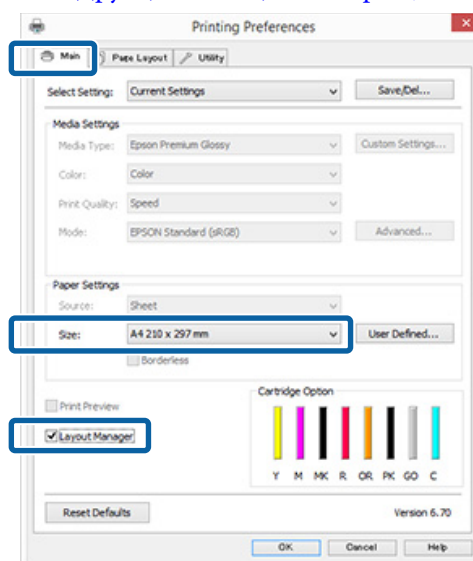 Printing Preferences
Main Page Layout Utility
Select Setting: Current Settings Save/Del...
Media Settings
Media Type: Epson Premium Glossy Custom Settings...
Color: Color
Print Quality: Speed
Mode: EPSON Standard (sRGB) Advanced...
Paper Settings
Source: Sheet
Size: A4 210 x 297 mm User Defined...
Borderless
Cartridge Option
Print Preview
Layout Manager
Y M MK R OR PK GO C
Reset Defaults Version 6.70
OK Cancel Help